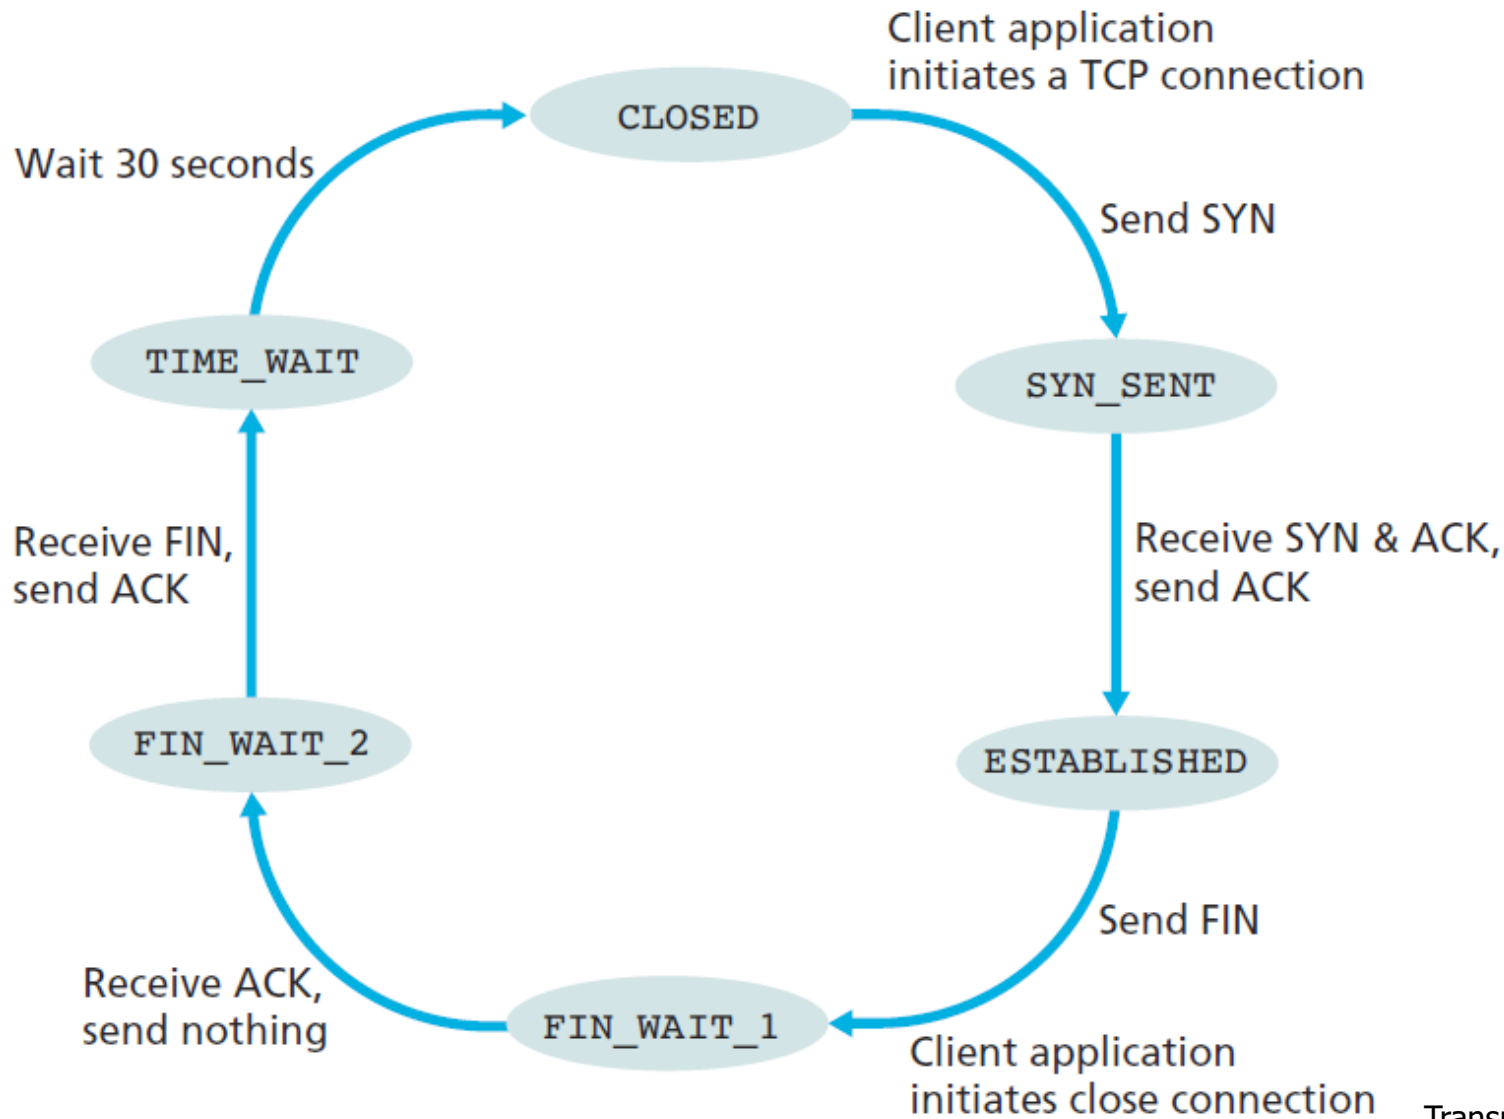 Client application
initiates a TCP connection
CLOSED
Wait 30 seconds
Send SYN
TIME_WAIT
SYN_SENT
Receive SYN & ACK,
send ACK
Receive FIN,
send ACK
FIN_WAIT_2
ESTABLISHED
Send FIN
Receive ACK,
send nothing
FIN_WAIT_1
Client application
initiates close connection